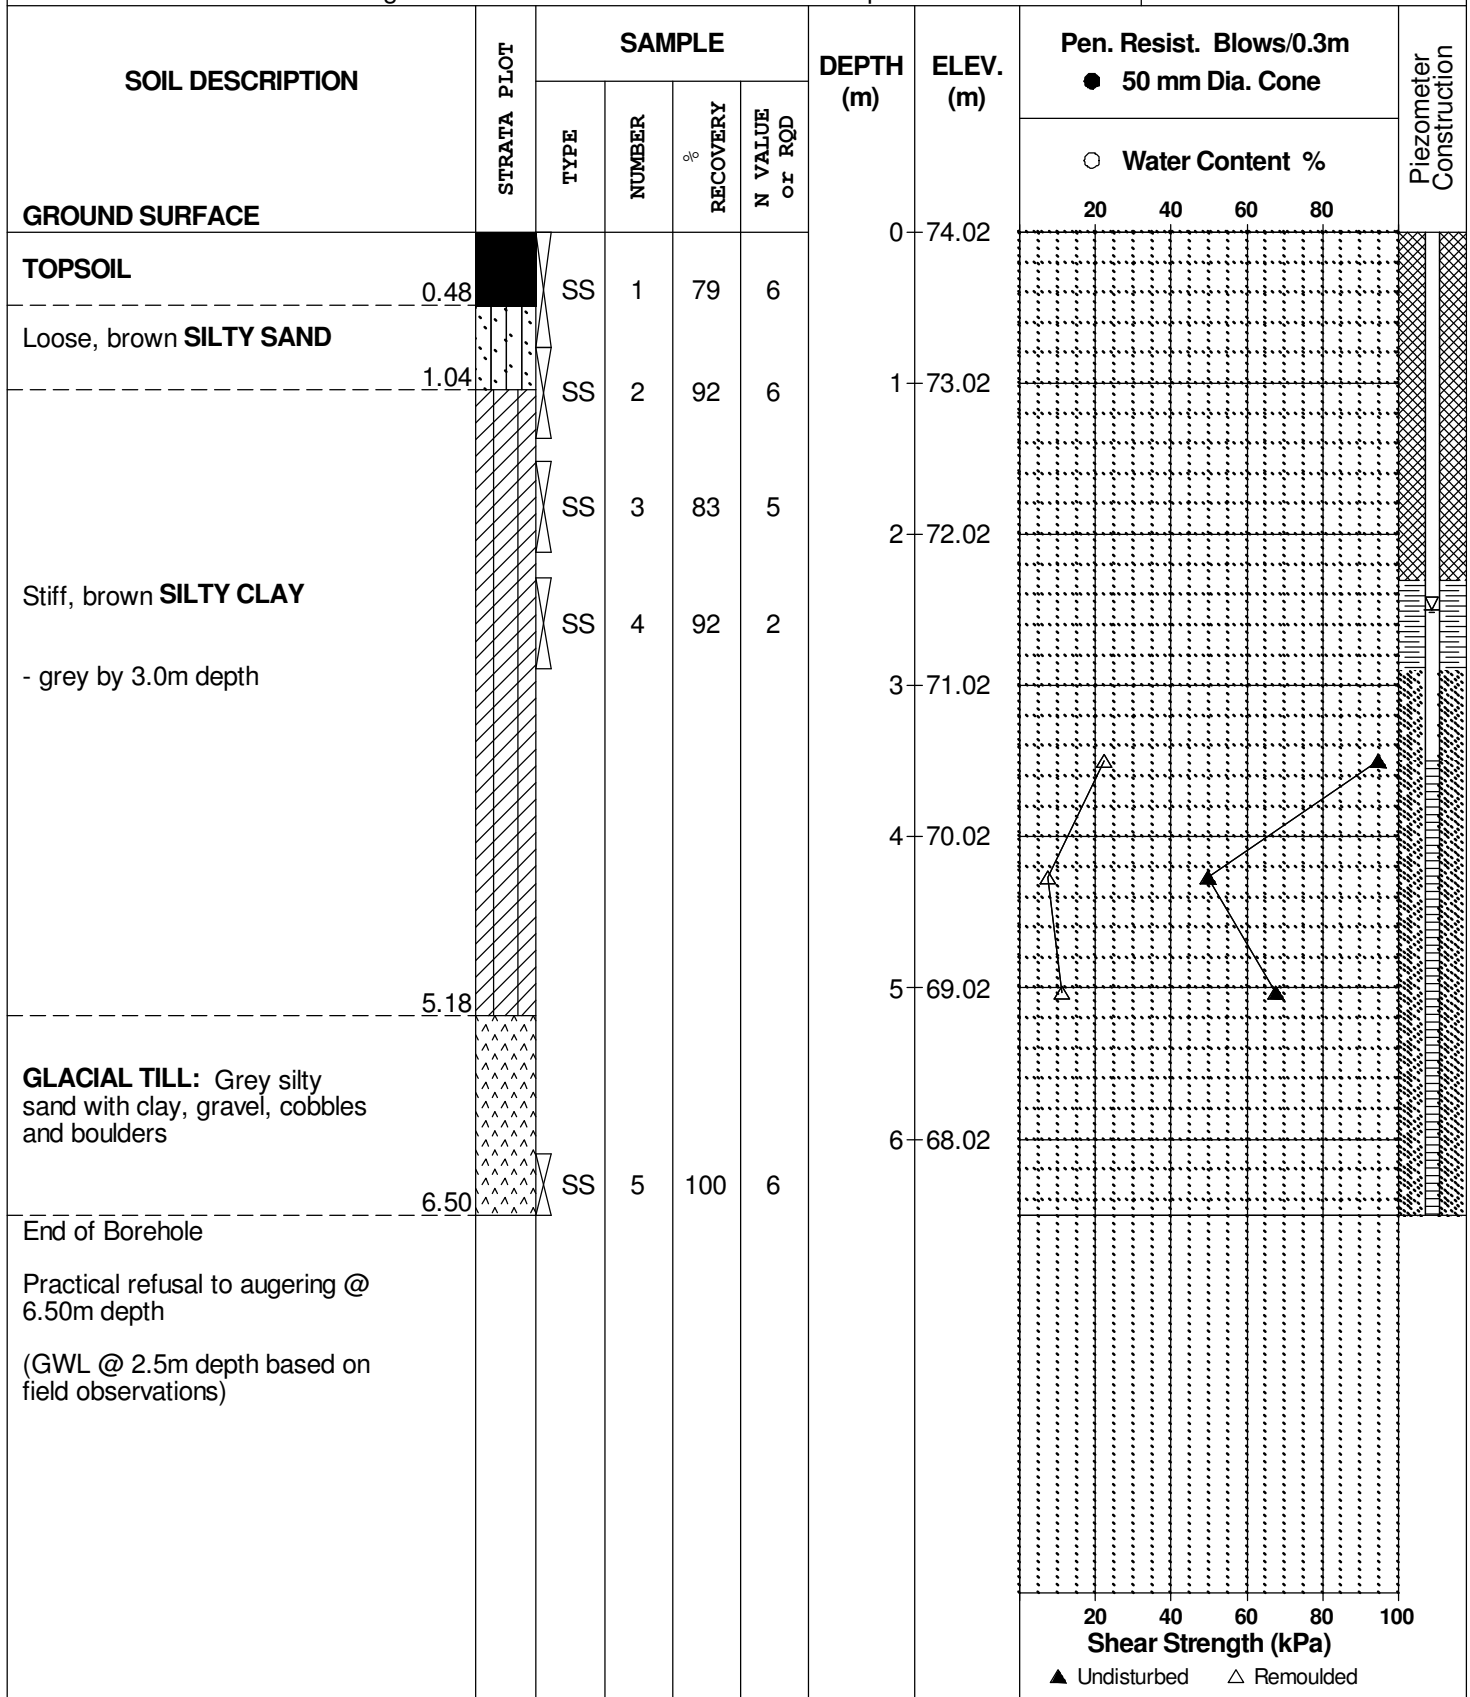 SOIL DESCRIPTION
GROUND SURFACE
STRATA PLOT
SAMPLE
TYPE
NUMBER
% RECOVERY
N VALUE or RQD
DEPTH (m)
ELEV. (m)
Pen. Resist. Blows/0.3m
● 50 mm Dia. Cone
○ Water Content %
20 40 60 80
Piezometer Construction
0 74.02
TOPSOIL
0.48
SS 1 79 6
Loose, brown SILTY SAND
1.04
SS 2 92 6
1 73.02
SS 3 83 5
2 72.02
Stiff, brown SILTY CLAY
SS 4 92 2
- grey by 3.0m depth
3 71.02
4 70.02
5 69.02
5.18
GLACIAL TILL: Grey silty
sand with clay, gravel, cobbles
and boulders
6 68.02
SS 5 100 6
6.50
End of Borehole
Practical refusal to augering @
6.50m depth
(GWL @ 2.5m depth based on
field observations)
20 40 60 80 100
Shear Strength (kPa)
▲ Undisturbed △ Remoulded